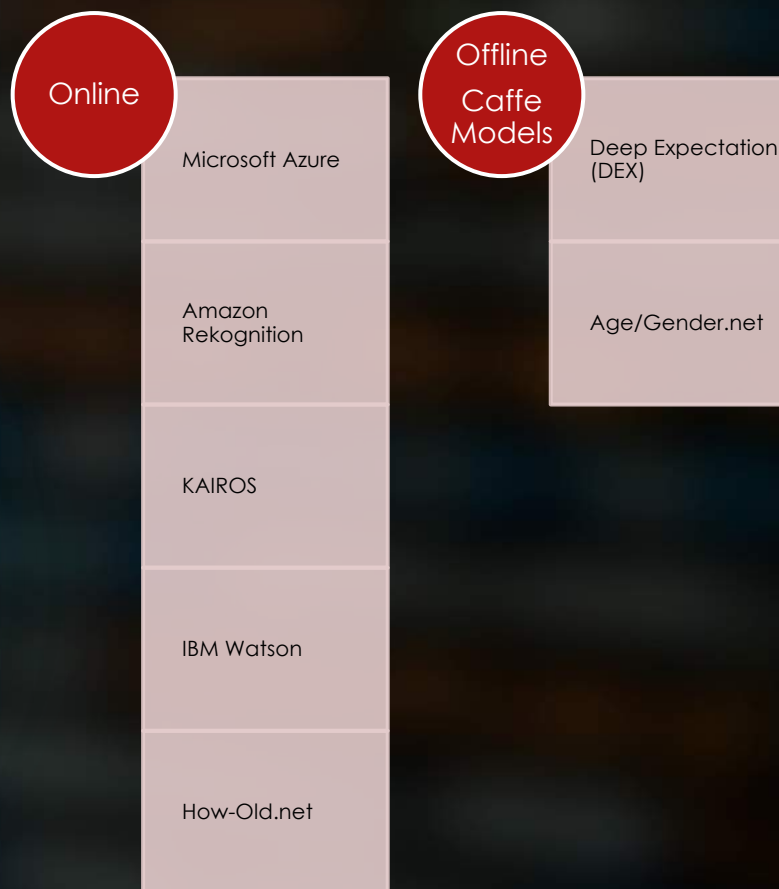 Online
Microsoft Azure
Amazon
Rekognition
KAIROS
IBM Watson
How-Old.net
Offline
Caffe
Models
Deep Expectation
(DEX)
Age/Gender.net